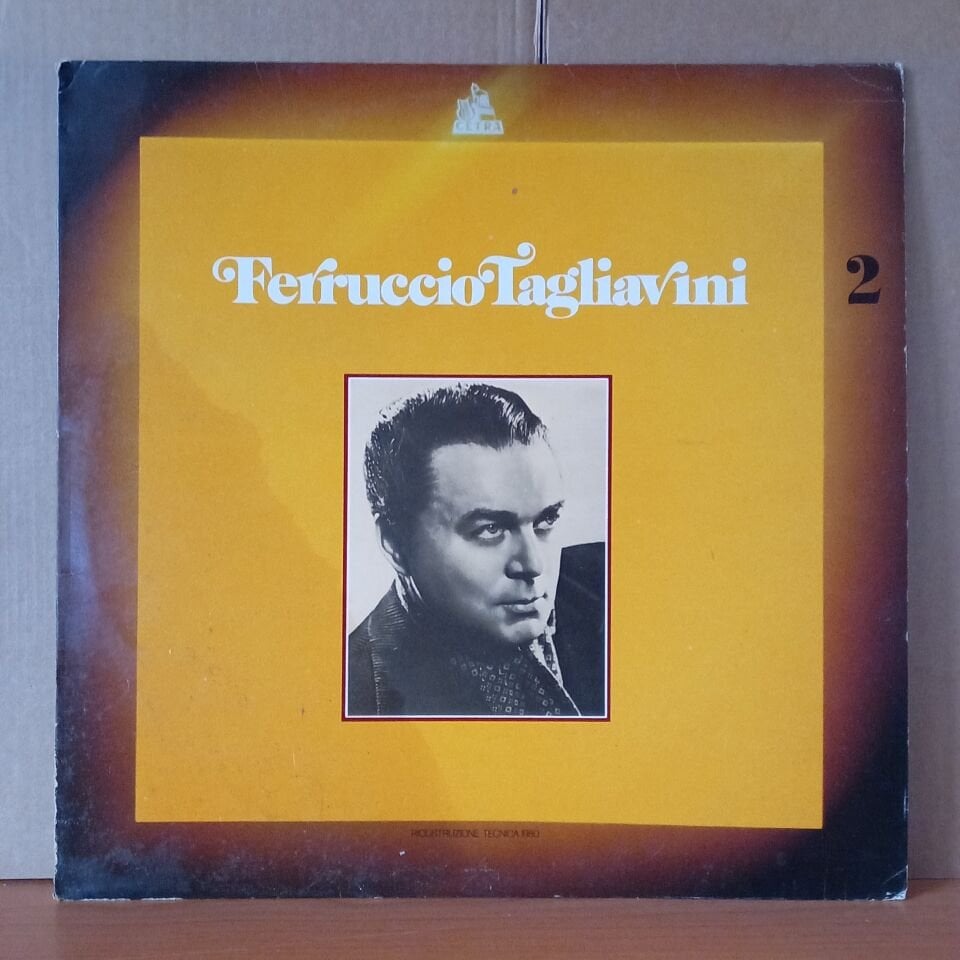 CETRA
Ferruccio Tagliavini
2
RICOSTRUZIONE TECNICA 1980